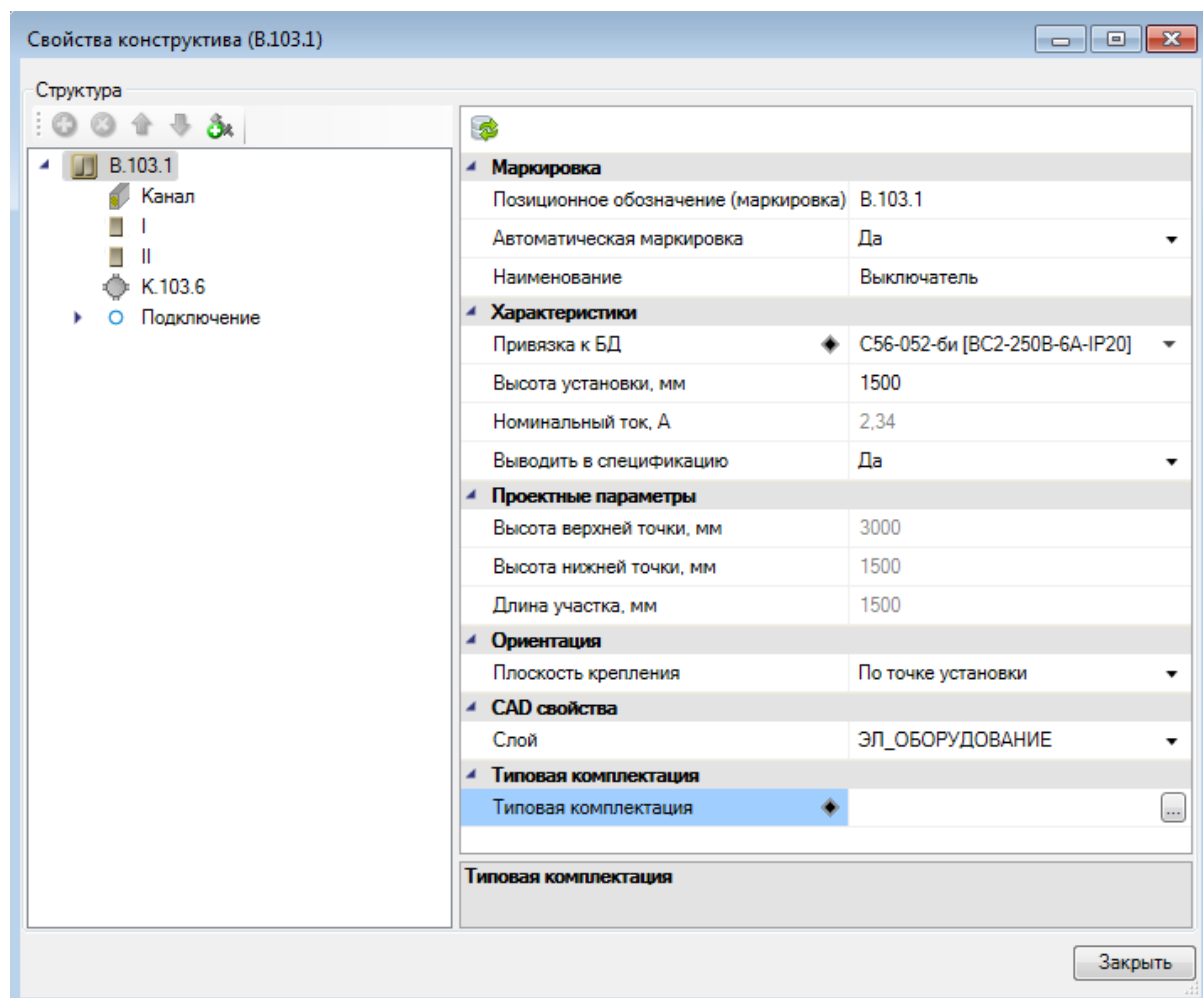 Свойства конструктива (В.103.1)
Структура
В.103.1
Канал
I
II
К.103.6
Подключение
Маркировка
Позиционное обозначение (маркировка) В.103.1
Автоматическая маркировка Да
Наименование Выключатель
Характеристики
Привязка к БД С56-052-би [ВС2-250В-6А-IP20]
Высота установки, мм 1500
Номинальный ток, А 2,34
Выводить в спецификацию Да
Проектные параметры
Высота верхней точки, мм 3000
Высота нижней точки, мм 1500
Длина участка, мм 1500
Ориентация
Плоскость крепления По точке установки
CAD свойства
Слой ЭЛ_ОБОРУДОВАНИЕ
Типовая комплектация
Типовая комплектация ...
Типовая комплектация
Закрыть